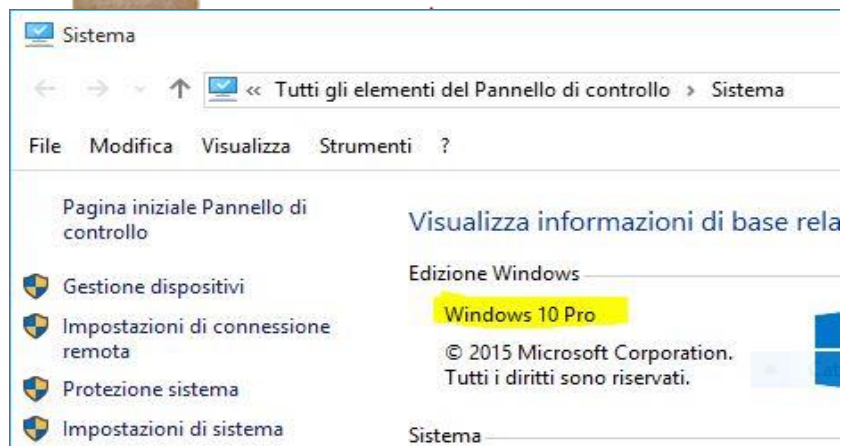 Sistema
« Tutti gli elementi del Pannello di controllo › Sistema
File Modifica Visualizza Strumenti ?
Pagina iniziale Pannello di
controllo
Gestione dispositivi
Impostazioni di connessione
remota
Protezione sistema
Impostazioni di sistema
Visualizza informazioni di base rela
Edizione Windows
Windows 10 Pro
© 2015 Microsoft Corporation.
Tutti i diritti sono riservati.
Sistema